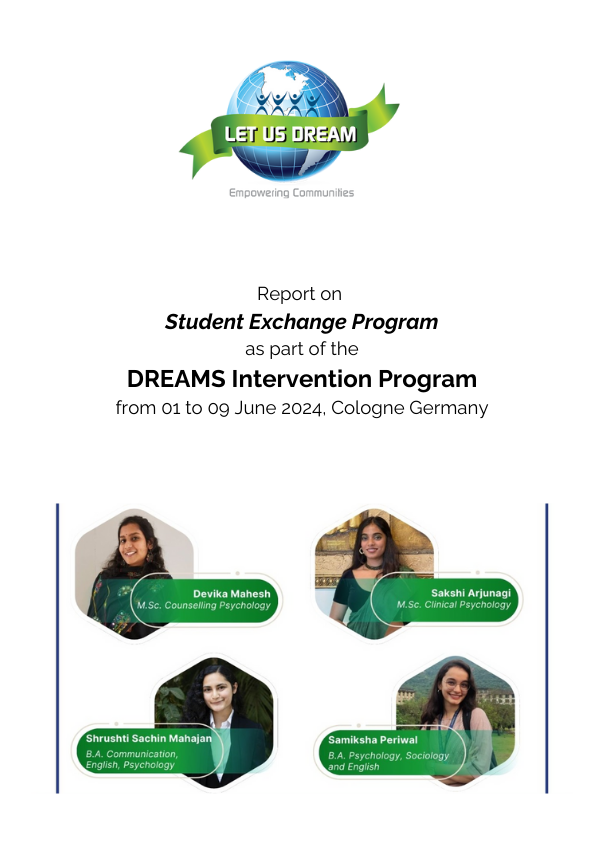 LET US DREAM
Empowering Communities
Report on
Student Exchange Program
as part of the
DREAMS Intervention Program
from 01 to 09 June 2024, Cologne Germany
Devika Mahesh
M.Sc. Counselling Psychology
Sakshi Arjunagi
M.Sc. Clinical Psychology
Shrushti Sachin Mahajan
B.A. Communication,
English, Psychology
Samiksha Periwal
B.A. Psychology, Sociology
and English